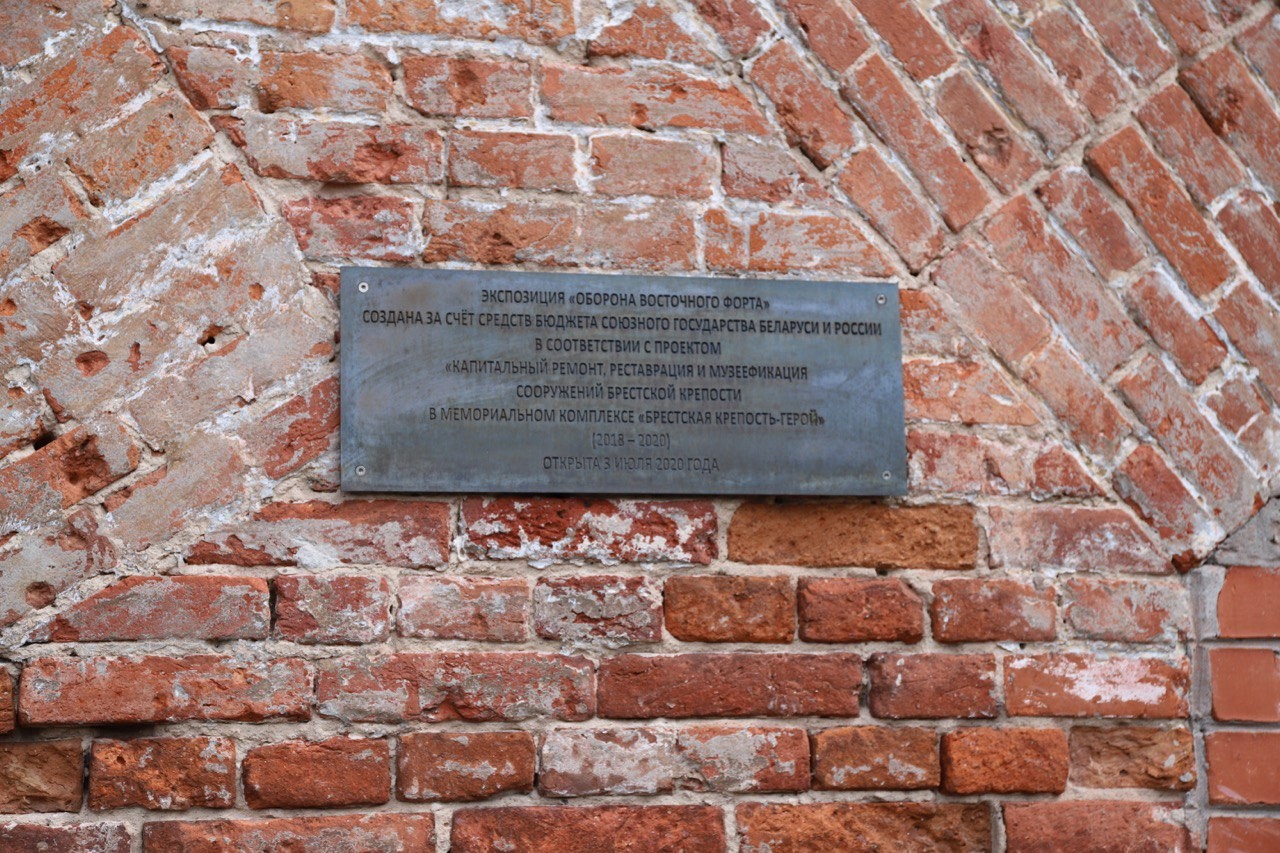 ЭКСПОЗИЦИЯ «ОБОРОНА ВОСТОЧНОГО ФОРТА»
СОЗДАНА ЗА СЧЁТ СРЕДСТВ БЮДЖЕТА СОЮЗНОГО ГОСУДАРСТВА БЕЛАРУСИ И РОССИИ
В СООТВЕТСТВИИ С ПРОЕКТОМ
«КАПИТАЛЬНЫЙ РЕМОНТ, РЕСТАВРАЦИЯ И МУЗЕЕФИКАЦИЯ
СООРУЖЕНИЙ БРЕСТСКОЙ КРЕПОСТИ
В МЕМОРИАЛЬНОМ КОМПЛЕКСЕ «БРЕСТСКАЯ КРЕПОСТЬ-ГЕРОЙ»
(2018 – 2020)
ОТКРЫТА 3 ИЮЛЯ 2020 ГОДА